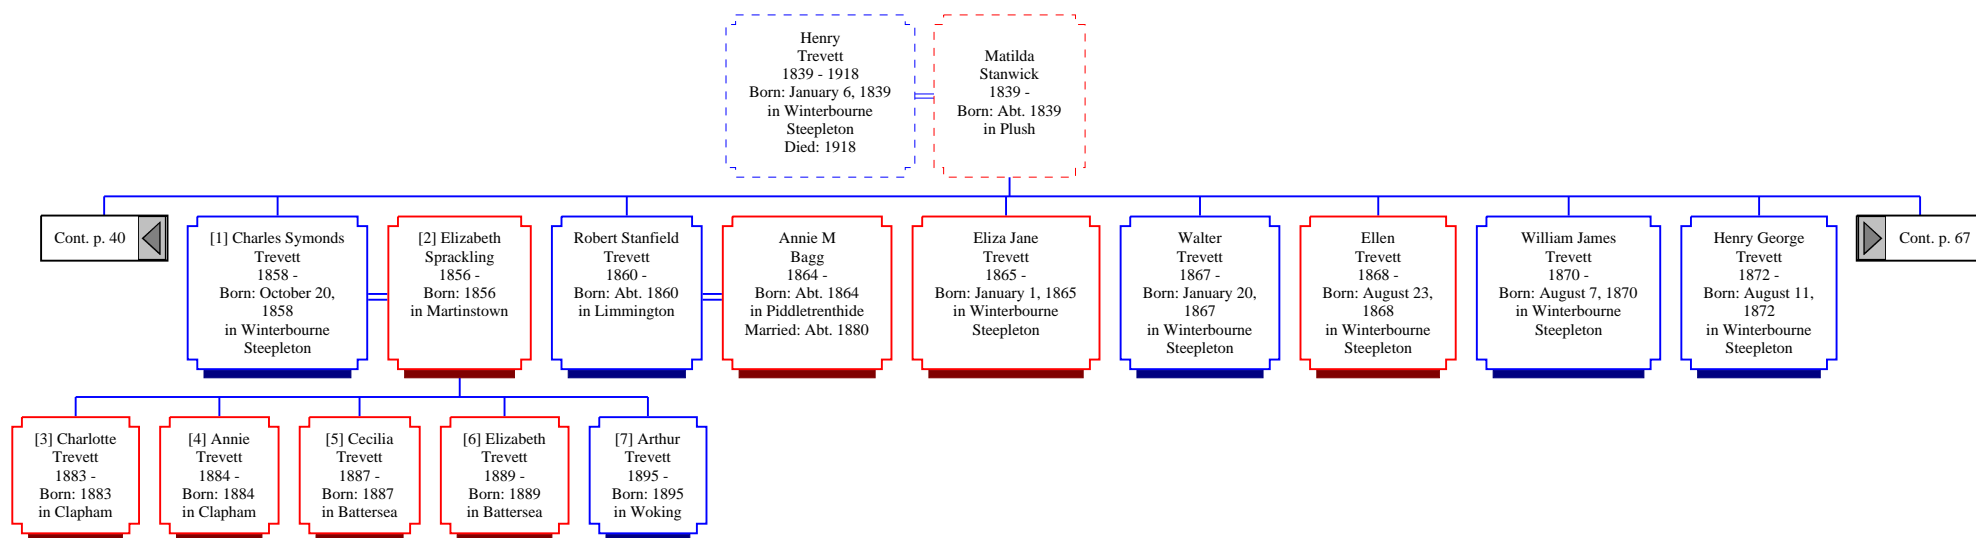 Henry
Trevett
1839 - 1918
Born: January 6, 1839
in Winterbourne
Steepleton
Died: 1918
Matilda
Stanwick
1839 -
Born: Abt. 1839
in Plush
Cont. p. 40
[1] Charles Symonds
Trevett
1858 -
Born: October 20,
1858
in Winterbourne
Steepleton
[2] Elizabeth
Sprackling
1856 -
Born: 1856
in Martinstown
Robert Stanfield
Trevett
1860 -
Born: Abt. 1860
in Limmington
Annie M
Bagg
1864 -
Born: Abt. 1864
in Piddletrenthide
Married: Abt. 1880
Eliza Jane
Trevett
1865 -
Born: January 1, 1865
in Winterbourne
Steepleton
Walter
Trevett
1867 -
Born: January 20,
1867
in Winterbourne
Steepleton
Ellen
Trevett
1868 -
Born: August 23,
1868
in Winterbourne
Steepleton
William James
Trevett
1870 -
Born: August 7, 1870
in Winterbourne
Steepleton
Henry George
Trevett
1872 -
Born: August 11,
1872
in Winterbourne
Steepleton
Cont. p. 67
[3] Charlotte
Trevett
1883 -
Born: 1883
in Clapham
[4] Annie
Trevett
1884 -
Born: 1884
in Clapham
[5] Cecilia
Trevett
1887 -
Born: 1887
in Battersea
[6] Elizabeth
Trevett
1889 -
Born: 1889
in Battersea
[7] Arthur
Trevett
1895 -
Born: 1895
in Woking